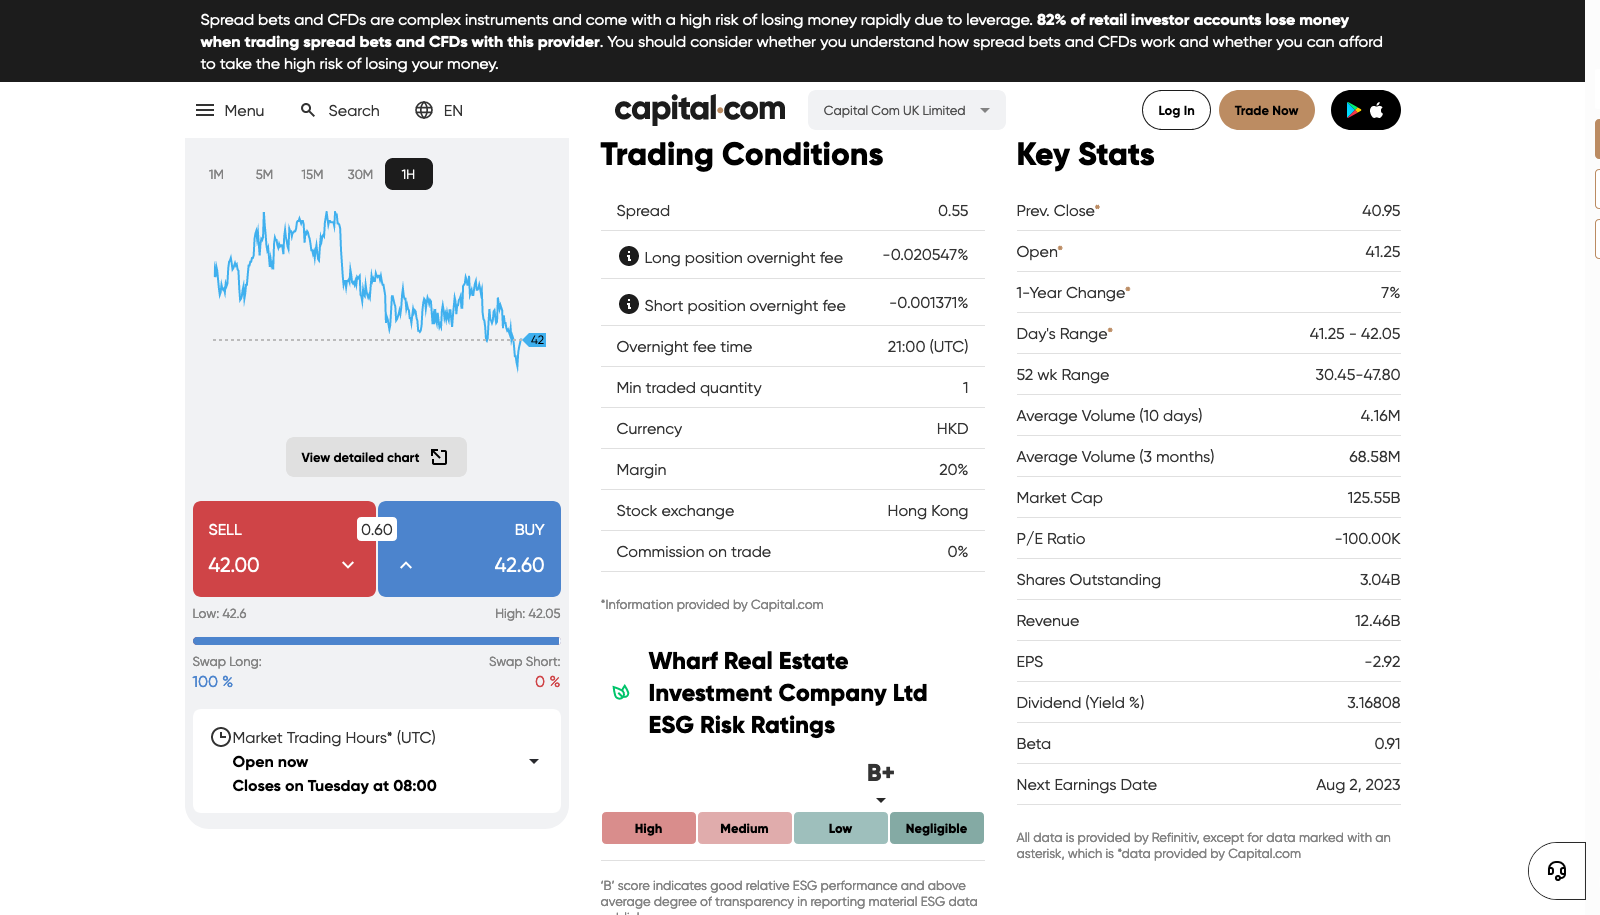 Spread bets and CFDs are complex instruments and come with a high risk of losing money rapidly due to leverage. 82% of retail investor accounts lose money
when trading spread bets and CFDs with this provider. You should consider whether you understand how spread bets and CFDs work and whether you can afford
to take the high risk of losing your money.
Menu
Search
EN
capital.com
Capital Com UK Limited
Log In
Trade Now
1M 5M 15M 30M 1H
42
View detailed chart
SELL
42.00
0.60
BUY
42.60
Low: 42.6
High: 42.05
Swap Long:
100 %
Swap Short:
0 %
Market Trading Hours* (UTC)
Open now
Closes on Tuesday at 08:00
Trading Conditions
Spread 0.55
Long position overnight fee -0.020547%
Short position overnight fee -0.001371%
Overnight fee time 21:00 (UTC)
Min traded quantity 1
Currency HKD
Margin 20%
Stock exchange Hong Kong
Commission on trade 0%
*Information provided by Capital.com
Wharf Real Estate
Investment Company Ltd
ESG Risk Ratings
B+
High Medium Low Negligible
'B' score indicates good relative ESG performance and above
average degree of transparency in reporting material ESG data
Key Stats
Prev. Close* 40.95
Open* 41.25
1-Year Change* 7%
Day's Range* 41.25 - 42.05
52 wk Range 30.45-47.80
Average Volume (10 days) 4.16M
Average Volume (3 months) 68.58M
Market Cap 125.55B
P/E Ratio -100.00K
Shares Outstanding 3.04B
Revenue 12.46B
EPS -2.92
Dividend (Yield %) 3.16808
Beta 0.91
Next Earnings Date Aug 2, 2023
All data is provided by Refinitiv, except for data marked with an
asterisk, which is *data provided by Capital.com